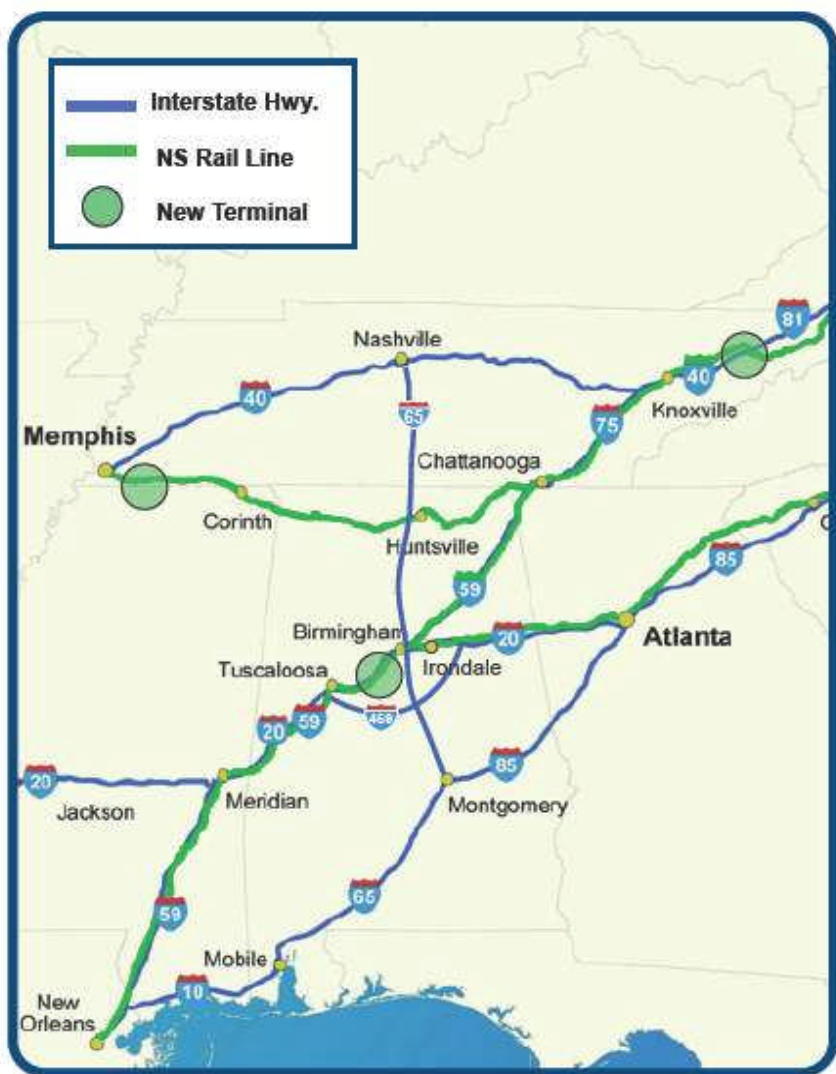 Interstate Hwy.
NS Rail Line
New Terminal
81
Nashville
40
40
Knoxville
65
75
Memphis
Chattanooga
Corinth
Huntsville
85
59
Birmingham
20
Atlanta
Irondale
Tuscaloosa
459
59
20
85
20
Jackson
Meridian
Montgomery
65
59
Mobile
10
New
Orleans